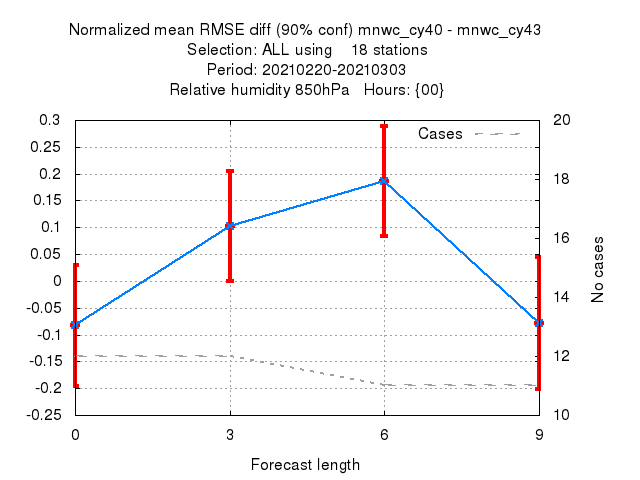 Normalized mean RMSE diff (90% conf) mnwc_cy40 - mnwc_cy43
Selection: ALL using    18 stations
Period: 20210220-20210303
Relative humidity 850hPa   Hours: {00}
0.3
0.25
0.2
0.15
0.1
0.05
0
-0.05
-0.1
-0.15
-0.2
-0.25
Cases
20
18
16
14
12
10
No cases
0 3 6 9
Forecast length